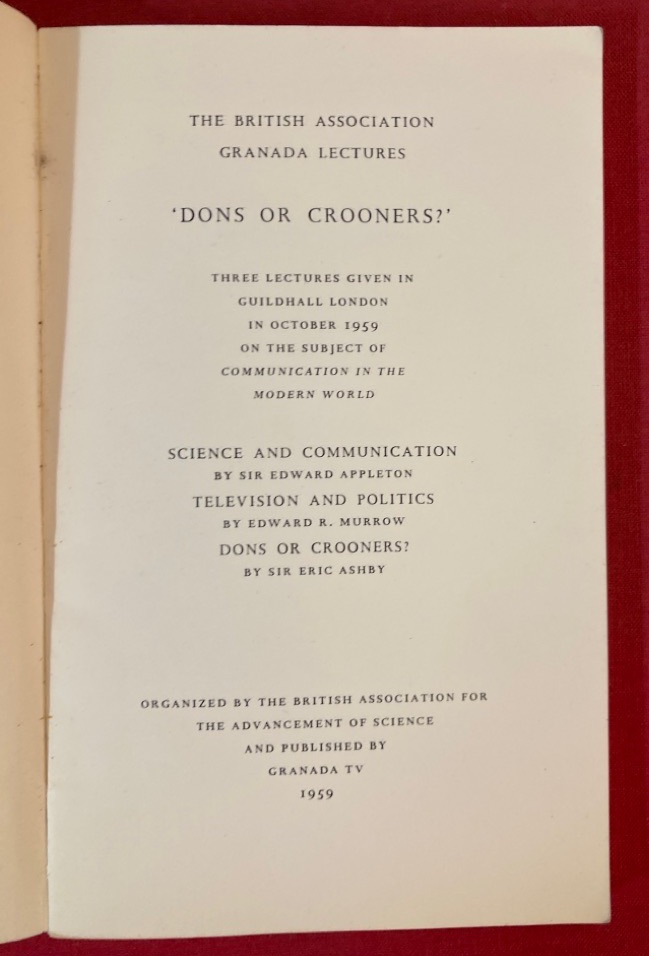 THE BRITISH ASSOCIATION
GRANADA LECTURES
‘DONS OR CROONERS?’
THREE LECTURES GIVEN IN
GUILDHALL LONDON
IN OCTOBER 1959
ON THE SUBJECT OF
COMMUNICATION IN THE
MODERN WORLD
SCIENCE AND COMMUNICATION
BY SIR EDWARD APPLETON
TELEVISION AND POLITICS
BY EDWARD R. MURROW
DONS OR CROONERS?
BY SIR ERIC ASHBY
ORGANIZED BY THE BRITISH ASSOCIATION FOR
THE ADVANCEMENT OF SCIENCE
AND PUBLISHED BY
GRANADA TV
1959